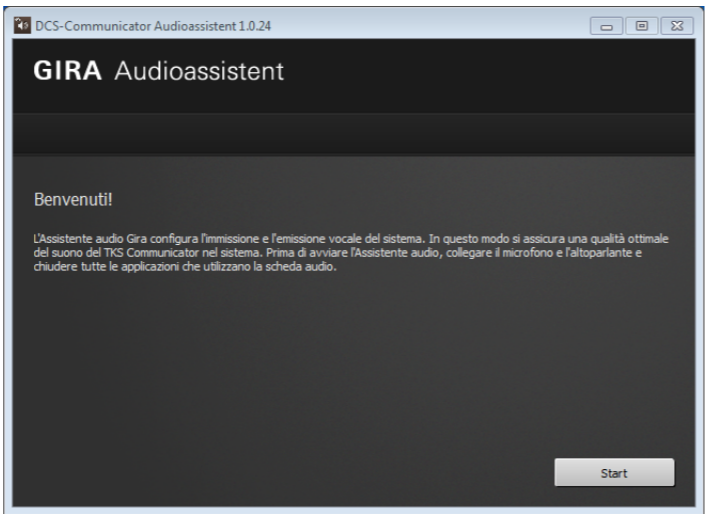 DCS-Communicator Audioassistent 1.0.24
GIRA Audioassistent
Benvenuti!
L'Assistente audio Gira configura l'immissione e l'emissione vocale del sistema. In questo modo si assicura una qualità ottimale
del suono del TKS Communicator nel sistema. Prima di avviare l'Assistente audio, collegare il microfono e l'altoparlante e
chiudere tutte le applicazioni che utilizzano la scheda audio.
Start